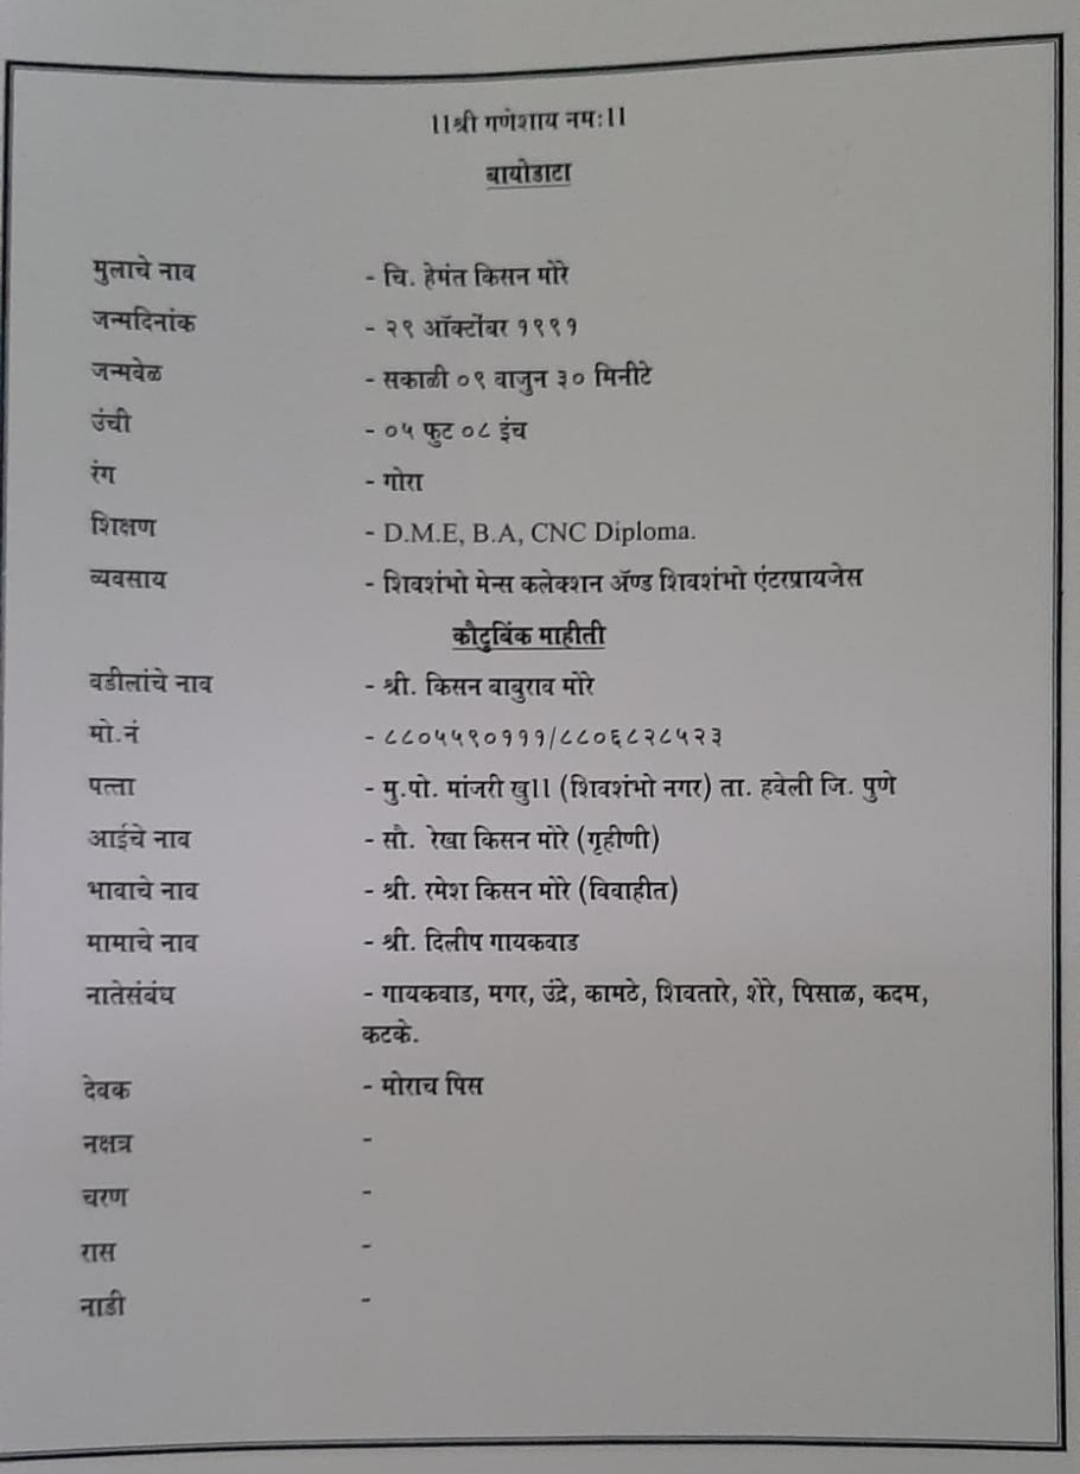 ।।श्री गणेशाय नमः।।
बायोडाटा
मुलाचे नाव - चि. हेमंत किसन मोरे
जन्मदिनांक - २९ ऑक्टोंबर १९९१
जन्मवेळ - सकाळी ०९ वाजुन ३० मिनीटे
उंची - ०५ फुट ०८ इंच
रंग - गोरा
शिक्षण - D.M.E, B.A, CNC Diploma.
व्यवसाय - शिवशंभो मेन्स कलेक्शन ॲण्ड शिवशंभो एंटरप्रायजेस
कौटुबिंक माहीती
वडीलांचे नाव - श्री. किसन बाबुराव मोरे
मो.नं - ८८०५५९०१११/८८०६८२८५२३
पत्ता - मु.पो. मांजरी खु।। (शिवशंभो नगर) ता. हवेली जि. पुणे
आईचे नाव - सौ. रेखा किसन मोरे (गृहीणी)
भावाचे नाव - श्री. रमेश किसन मोरे (विवाहीत)
मामाचे नाव - श्री. दिलीप गायकवाड
नातेसंबंध - गायकवाड, मगर, उंद्रे, कामठे, शिवतारे, शेरे, पिसाळ, कदम,
कटके.
देवक - मोराच पिस
नक्षत्र -
चरण -
रास -
नाडी -